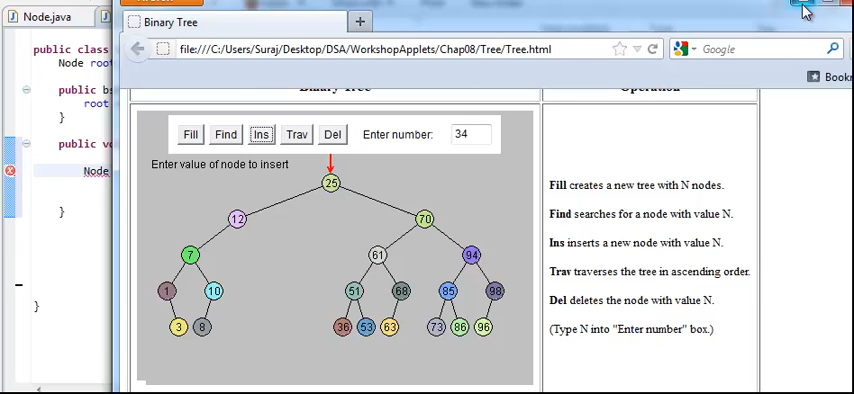 Node.java
Binary Tree
file:///C:/Users/Suraj/Desktop/DSA/WorkshopApplets/Chap08/Tree/Tree.html
Google
Bookm
public class
Node root
public bs
root
}
public vo
Node
}
}
Binary Tree
Operation
Fill Find Ins Trav Del Enter number: 34
Enter value of node to insert
25
12 70
7 61 94
1 10 51 68 85 98
3 8 36 53 63 73 86 96
Fill creates a new tree with N nodes.
Find searches for a node with value N.
Ins inserts a new node with value N.
Trav traverses the tree in ascending order.
Del deletes the node with value N.
(Type N into "Enter number" box.)